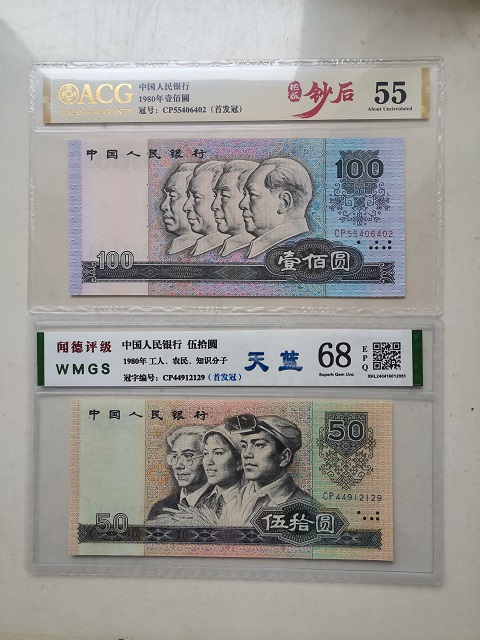 ACG
中国人民银行
1980年壹佰圆
冠号：CP55406402（首发冠）
钞后
55
About Uncirculated
中国人民银行
100
CP55406402
100
壹佰圆
闻德评级
WMGS
中国人民银行 伍拾圆
1980年 工人、农民、知识分子
冠字编号：CP44912129（首发冠）
天蓝
68
Superb Gem Unc
EPQ
中国人民银行
50
CP44912129
50
伍拾圆